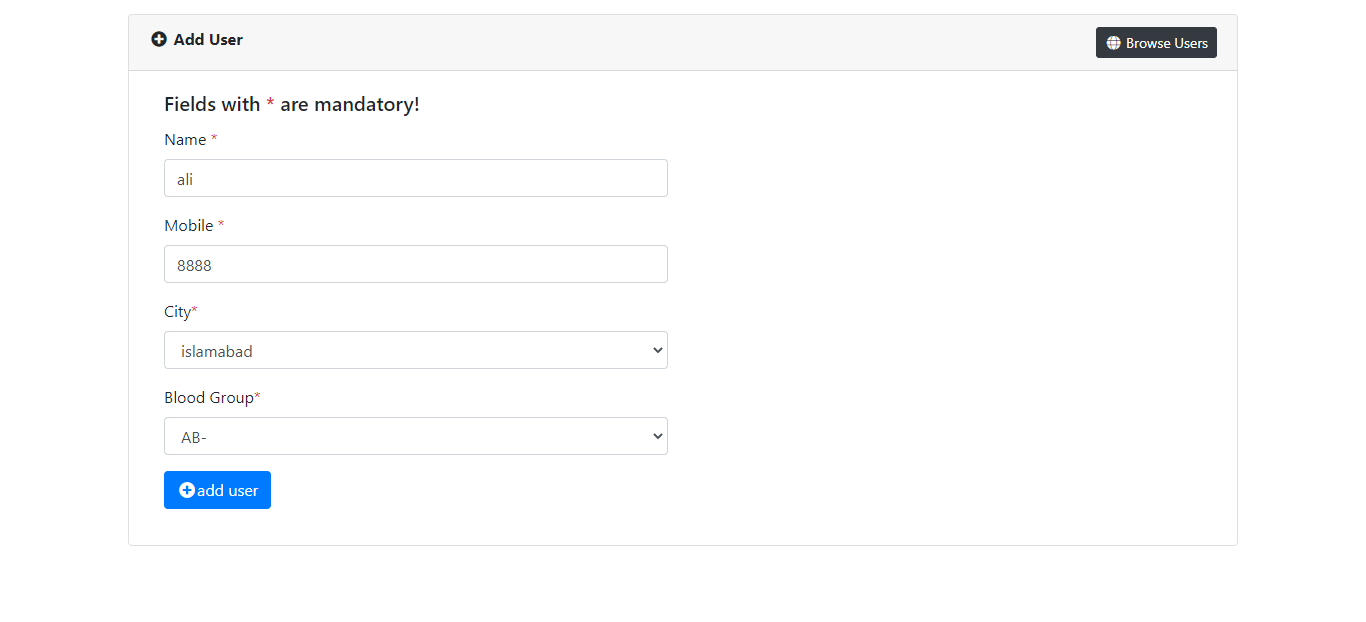 Add User
Browse Users
Fields with * are mandatory!
Name *
ali
Mobile *
8888
City*
islamabad
Blood Group*
AB-
add user